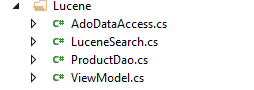 Lucene
C# AdoDataAccess.cs
C# LuceneSearch.cs
C# ProductDao.cs
C# ViewModel.cs